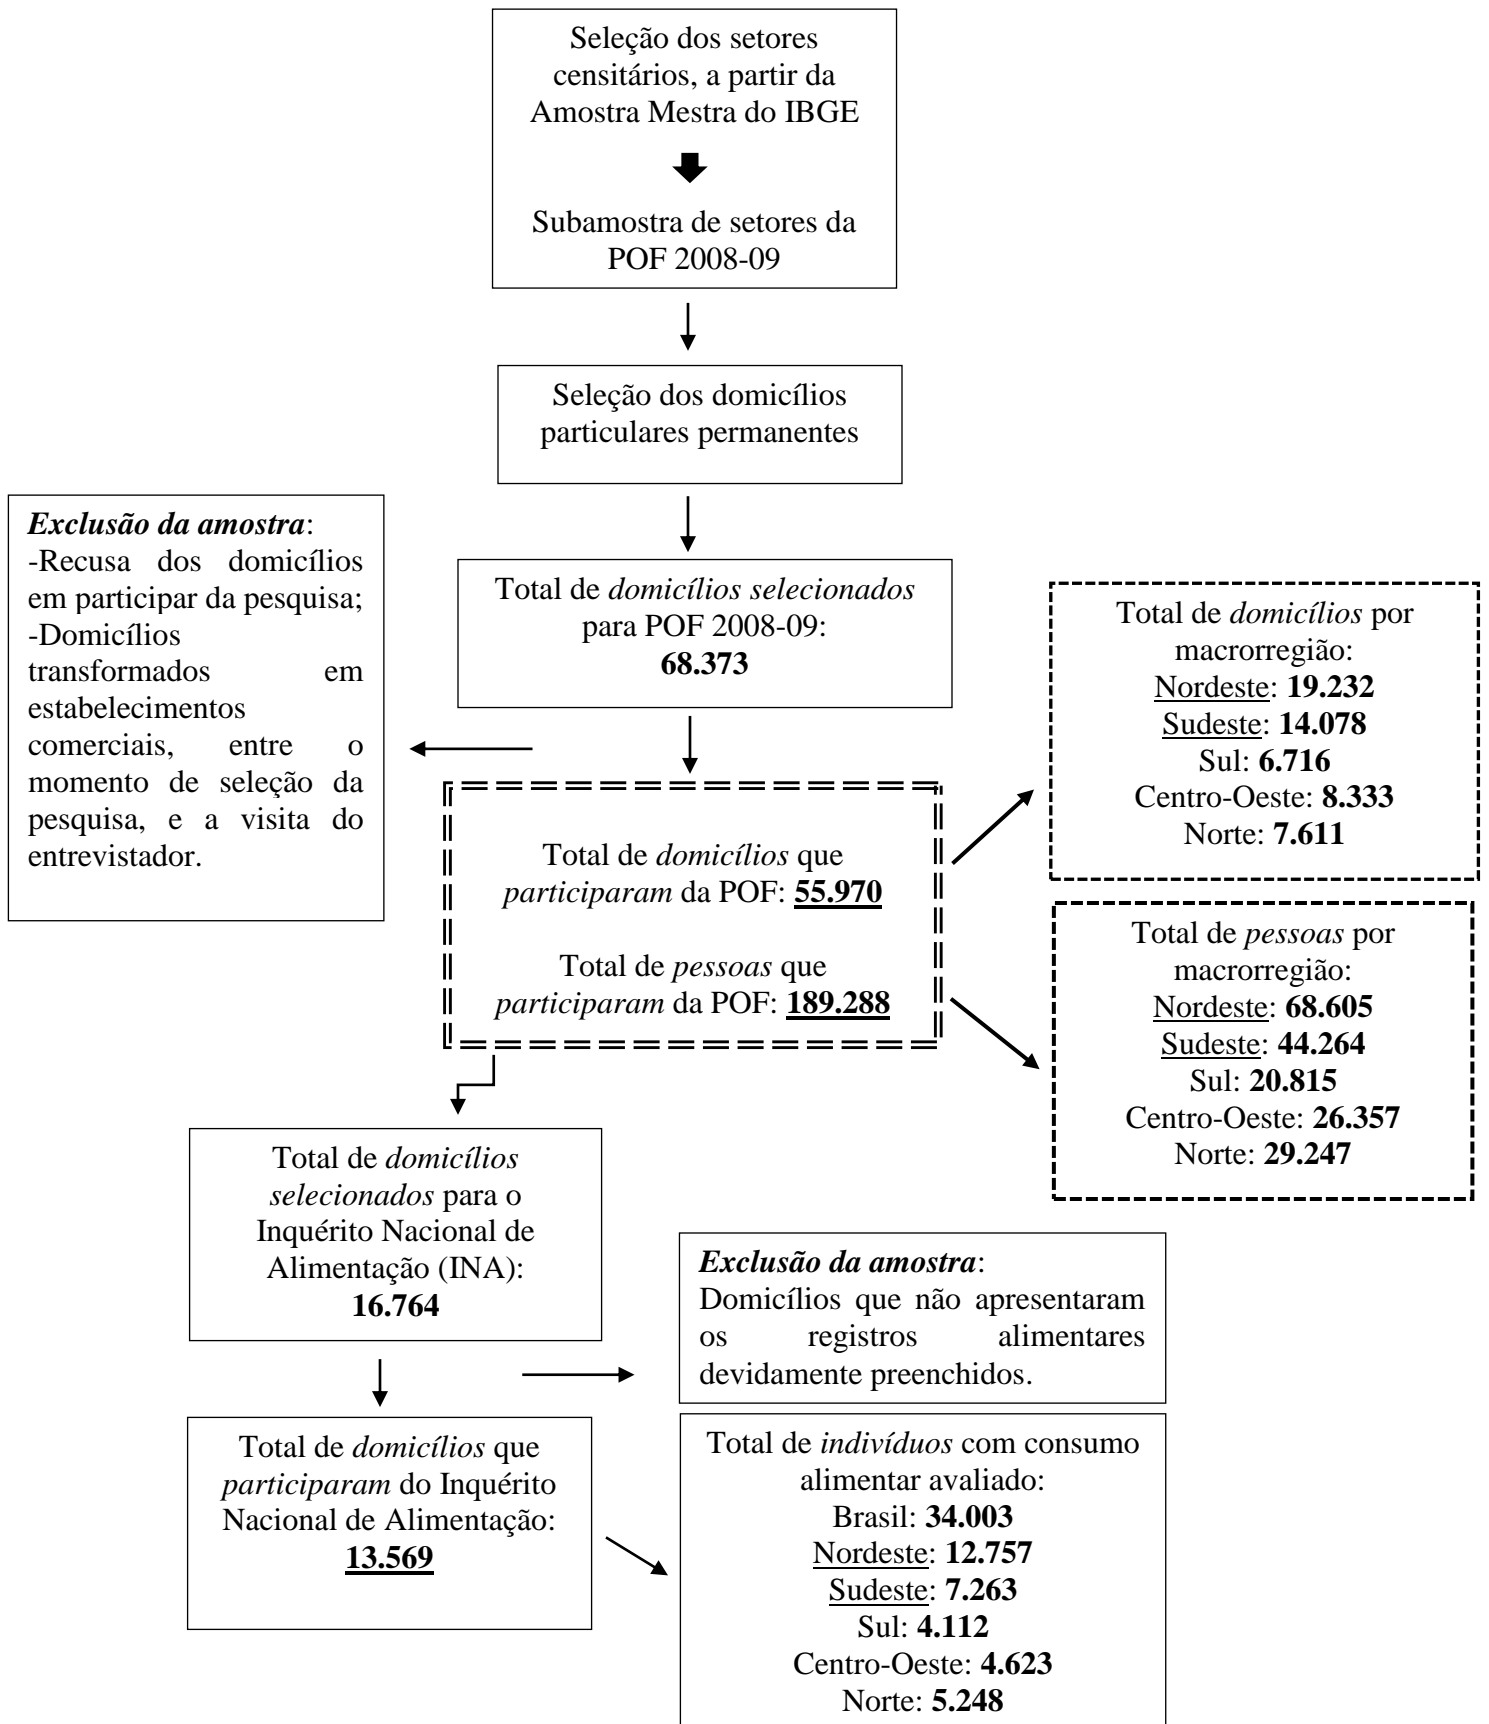 Seleção dos setores
censitários, a partir da
Amostra Mestra do IBGE
Subamostra de setores da
POF 2008-09
Seleção dos domicílios
particulares permanentes
Exclusão da amostra:
-Recusa dos domicílios
em participar da pesquisa;
-Domicílios
transformados em
estabelecimentos
comerciais, entre o
momento de seleção da
pesquisa, e a visita do
entrevistador.
Total de domicílios selecionados
para POF 2008-09:
68.373
Total de domicílios por
macrorregião:
Nordeste: 19.232
Sudeste: 14.078
Sul: 6.716
Centro-Oeste: 8.333
Norte: 7.611
Total de domicílios que
participaram da POF: 55.970
Total de pessoas que
participaram da POF: 189.288
Total de pessoas por
macrorregião:
Nordeste: 68.605
Sudeste: 44.264
Sul: 20.815
Centro-Oeste: 26.357
Norte: 29.247
Total de domicílios
selecionados para o
Inquérito Nacional de
Alimentação (INA):
16.764
Exclusão da amostra:
Domicílios que não apresentaram
os registros alimentares
devidamente preenchidos.
Total de domicílios que
participaram do Inquérito
Nacional de Alimentação:
13.569
Total de indivíduos com consumo
alimentar avaliado:
Brasil: 34.003
Nordeste: 12.757
Sudeste: 7.263
Sul: 4.112
Centro-Oeste: 4.623
Norte: 5.248